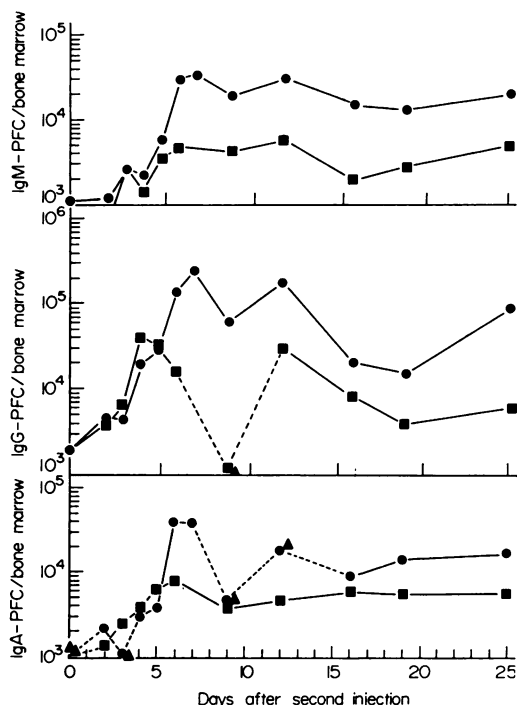 IgM-PFC/bone marrow
10⁵
10⁴
10³
IgG-PFC/bone marrow
10⁶
10⁵
10⁴
10³
IgA-PFC/bone marrow
10⁵
10⁴
10³
0 5 10 15 20 25
Days after second injection